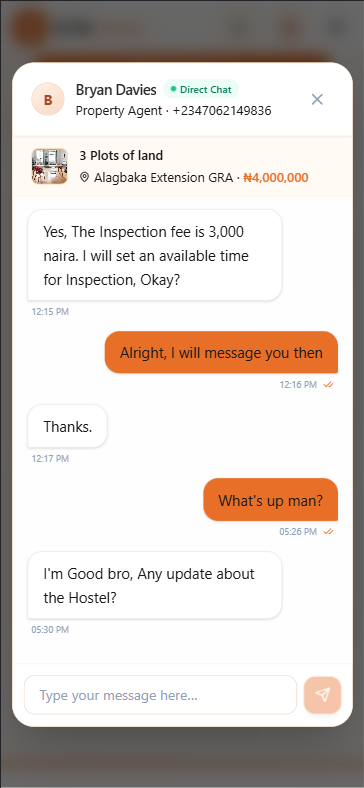 B
Bryan Davies
Direct Chat
Property Agent · +2347062149836
3 Plots of land
Alagbaka Extension GRA · ₦4,000,000
Yes, The Inspection fee is 3,000
naira. I will set an available time
for Inspection, Okay?
12:15 PM
Alright, I will message you then
12:16 PM
Thanks.
12:17 PM
What's up man?
05:26 PM
I'm Good bro, Any update about
the Hostel?
05:30 PM
Type your message here...